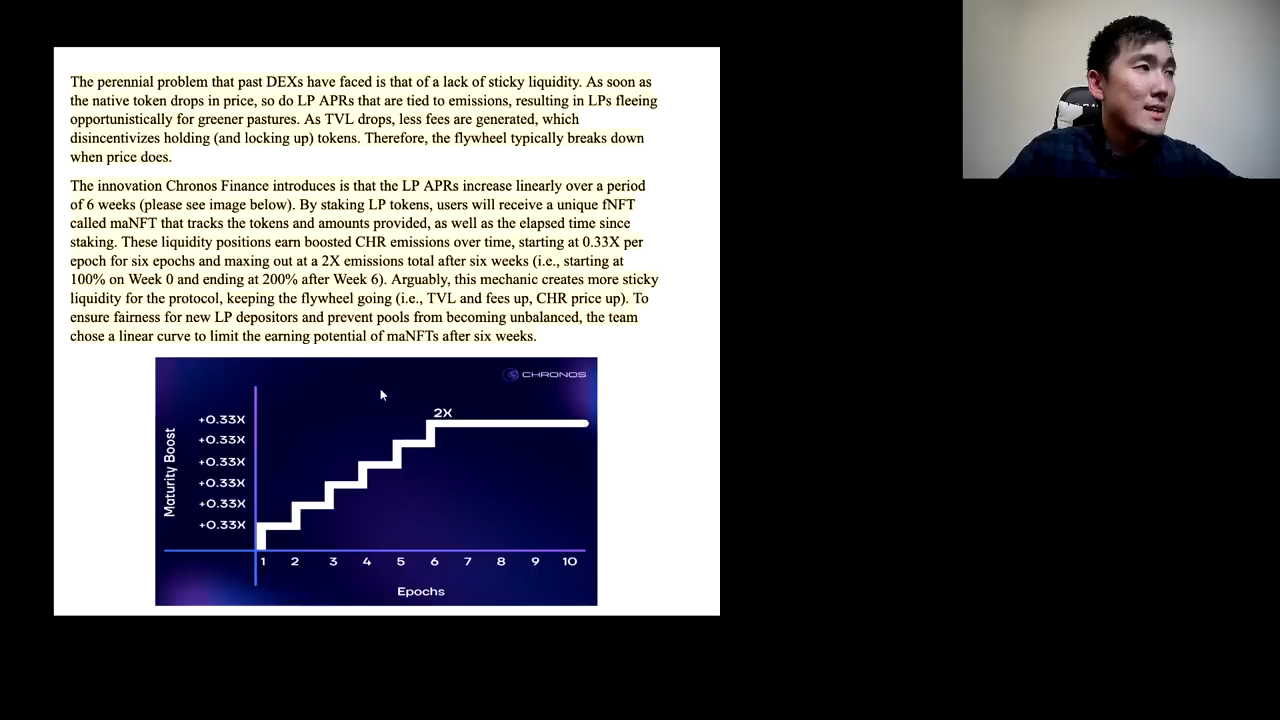 The perennial problem that past DEXs have faced is that of a lack of sticky liquidity. As soon as
the native token drops in price, so do LP APRs that are tied to emissions, resulting in LPs fleeing
opportunistically for greener pastures. As TVL drops, less fees are generated, which
disincentivizes holding (and locking up) tokens. Therefore, the flywheel typically breaks down
when price does.
The innovation Chronos Finance introduces is that the LP APRs increase linearly over a period
of 6 weeks (please see image below). By staking LP tokens, users will receive a unique fNFT
called maNFT that tracks the tokens and amounts provided, as well as the elapsed time since
staking. These liquidity positions earn boosted CHR emissions over time, starting at 0.33X per
epoch for six epochs and maxing out at a 2X emissions total after six weeks (i.e., starting at
100% on Week 0 and ending at 200% after Week 6). Arguably, this mechanic creates more sticky
liquidity for the protocol, keeping the flywheel going (i.e., TVL and fees up, CHR price up). To
ensure fairness for new LP depositors and prevent pools from becoming unbalanced, the team
chose a linear curve to limit the earning potential of maNFTs after six weeks.
CHRONOS
2X
Maturity Boost
+0.33X
+0.33X
+0.33X
+0.33X
+0.33X
+0.33X
1 2 3 4 5 6 7 8 9 10
Epochs